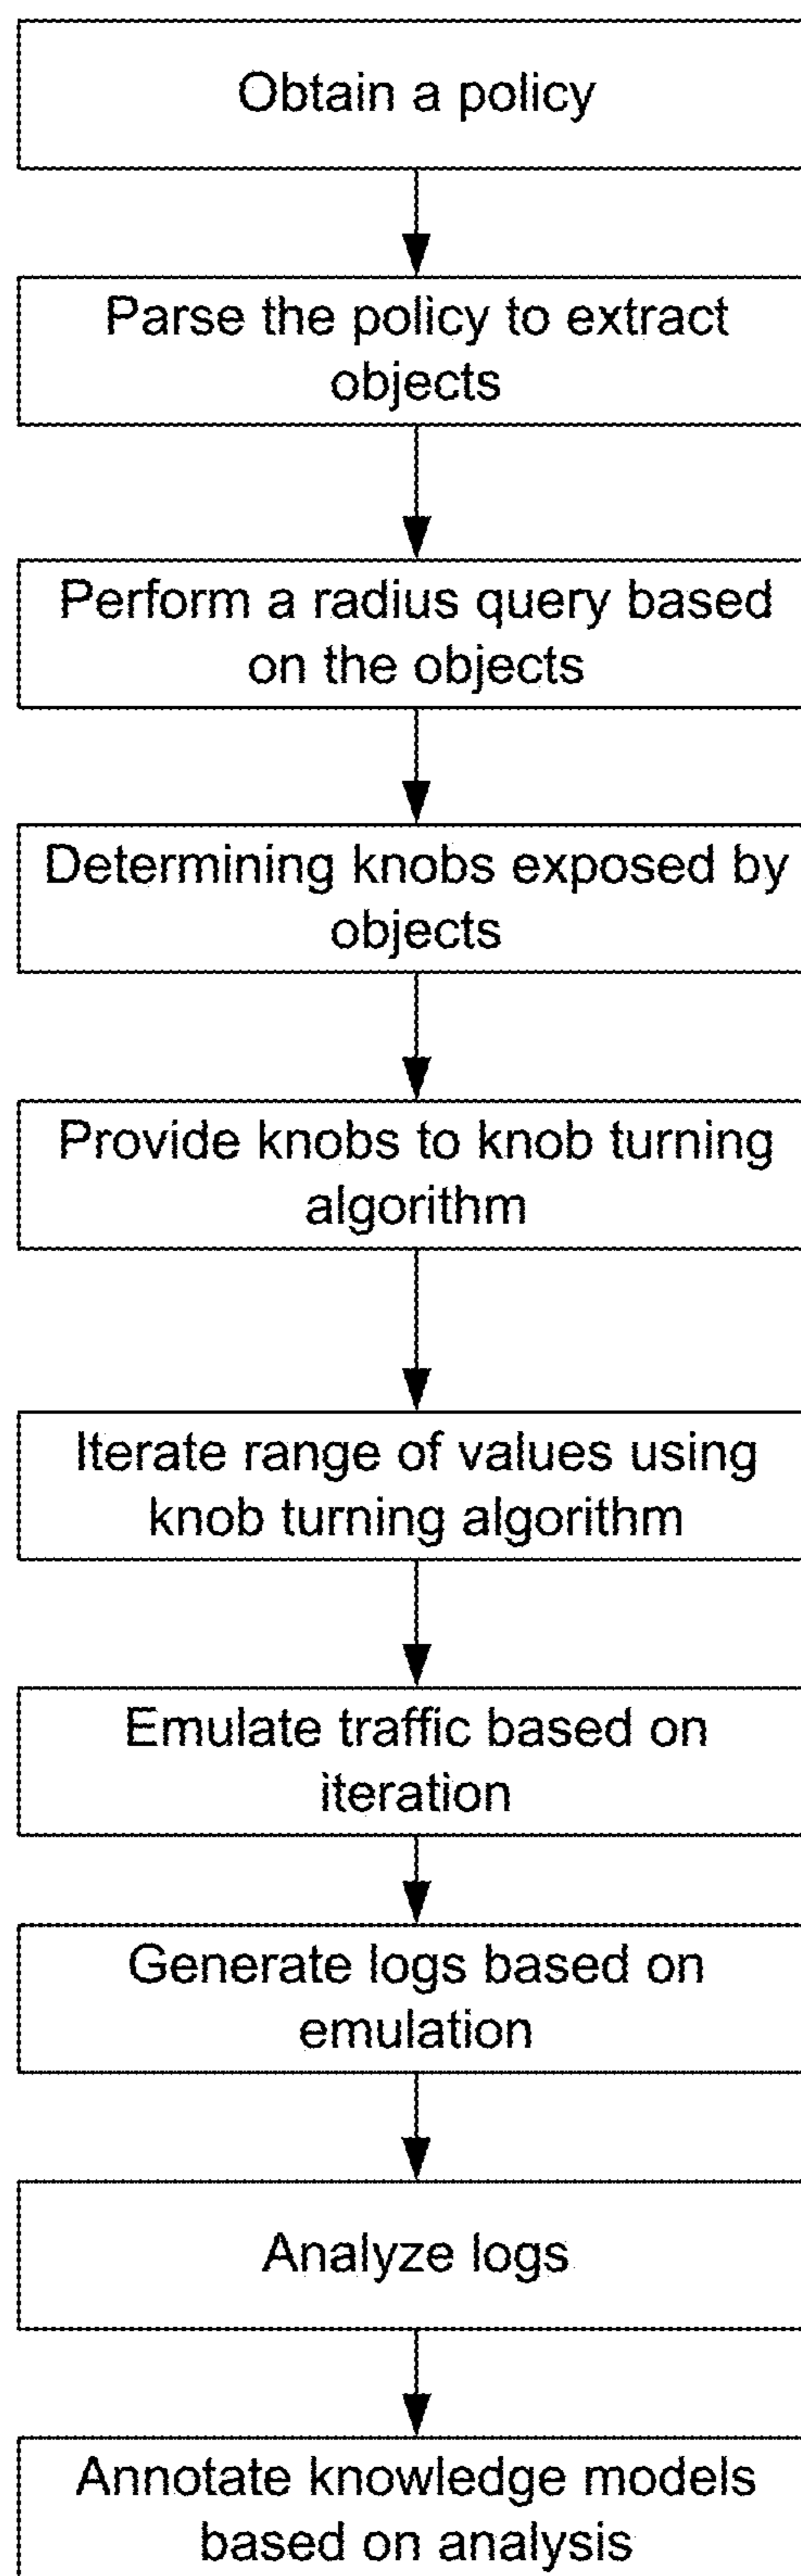 Obtain a policy
Parse the policy to extract
objects
Perform a radius query based
on the objects
Determining knobs exposed by
objects
Provide knobs to knob turning
algorithm
Iterate range of values using
knob turning algorithm
Emulate traffic based on
iteration
Generate logs based on
emulation
Analyze logs
Annotate knowledge models
based on analysis